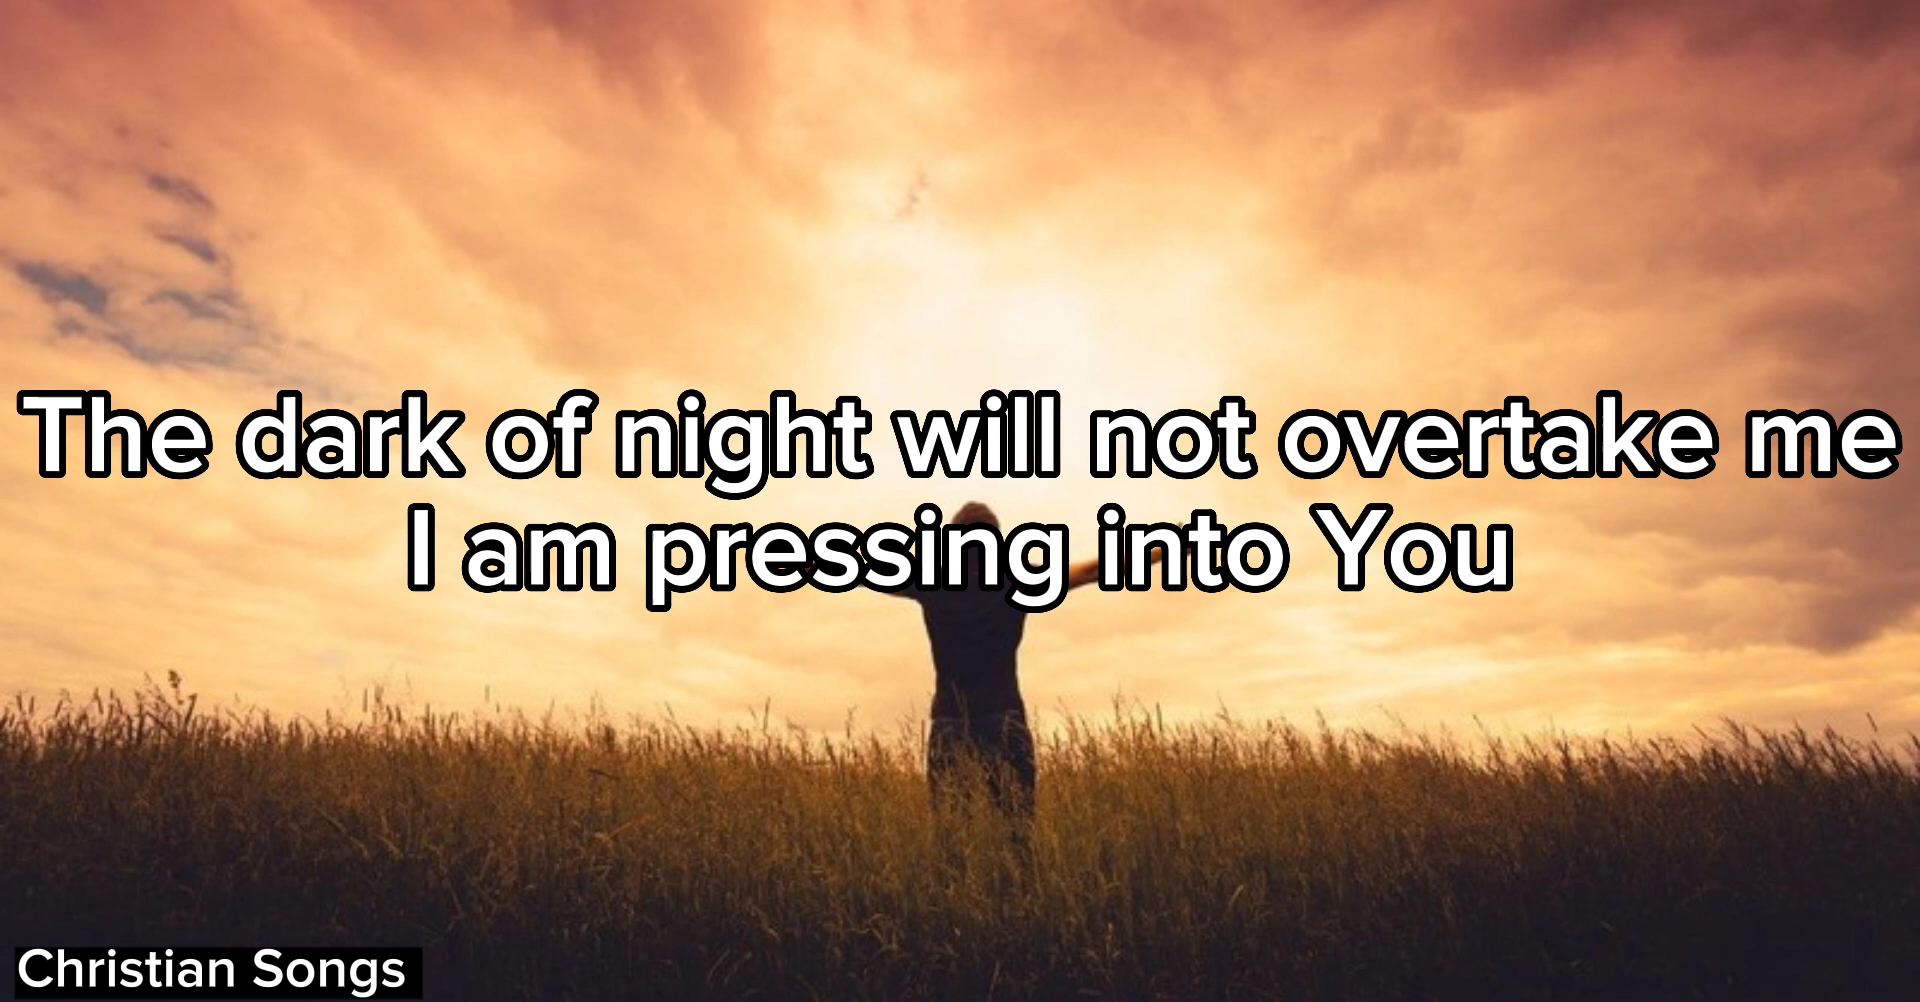 The dark of night will not overtake me
I am pressing into You
Christian Songs